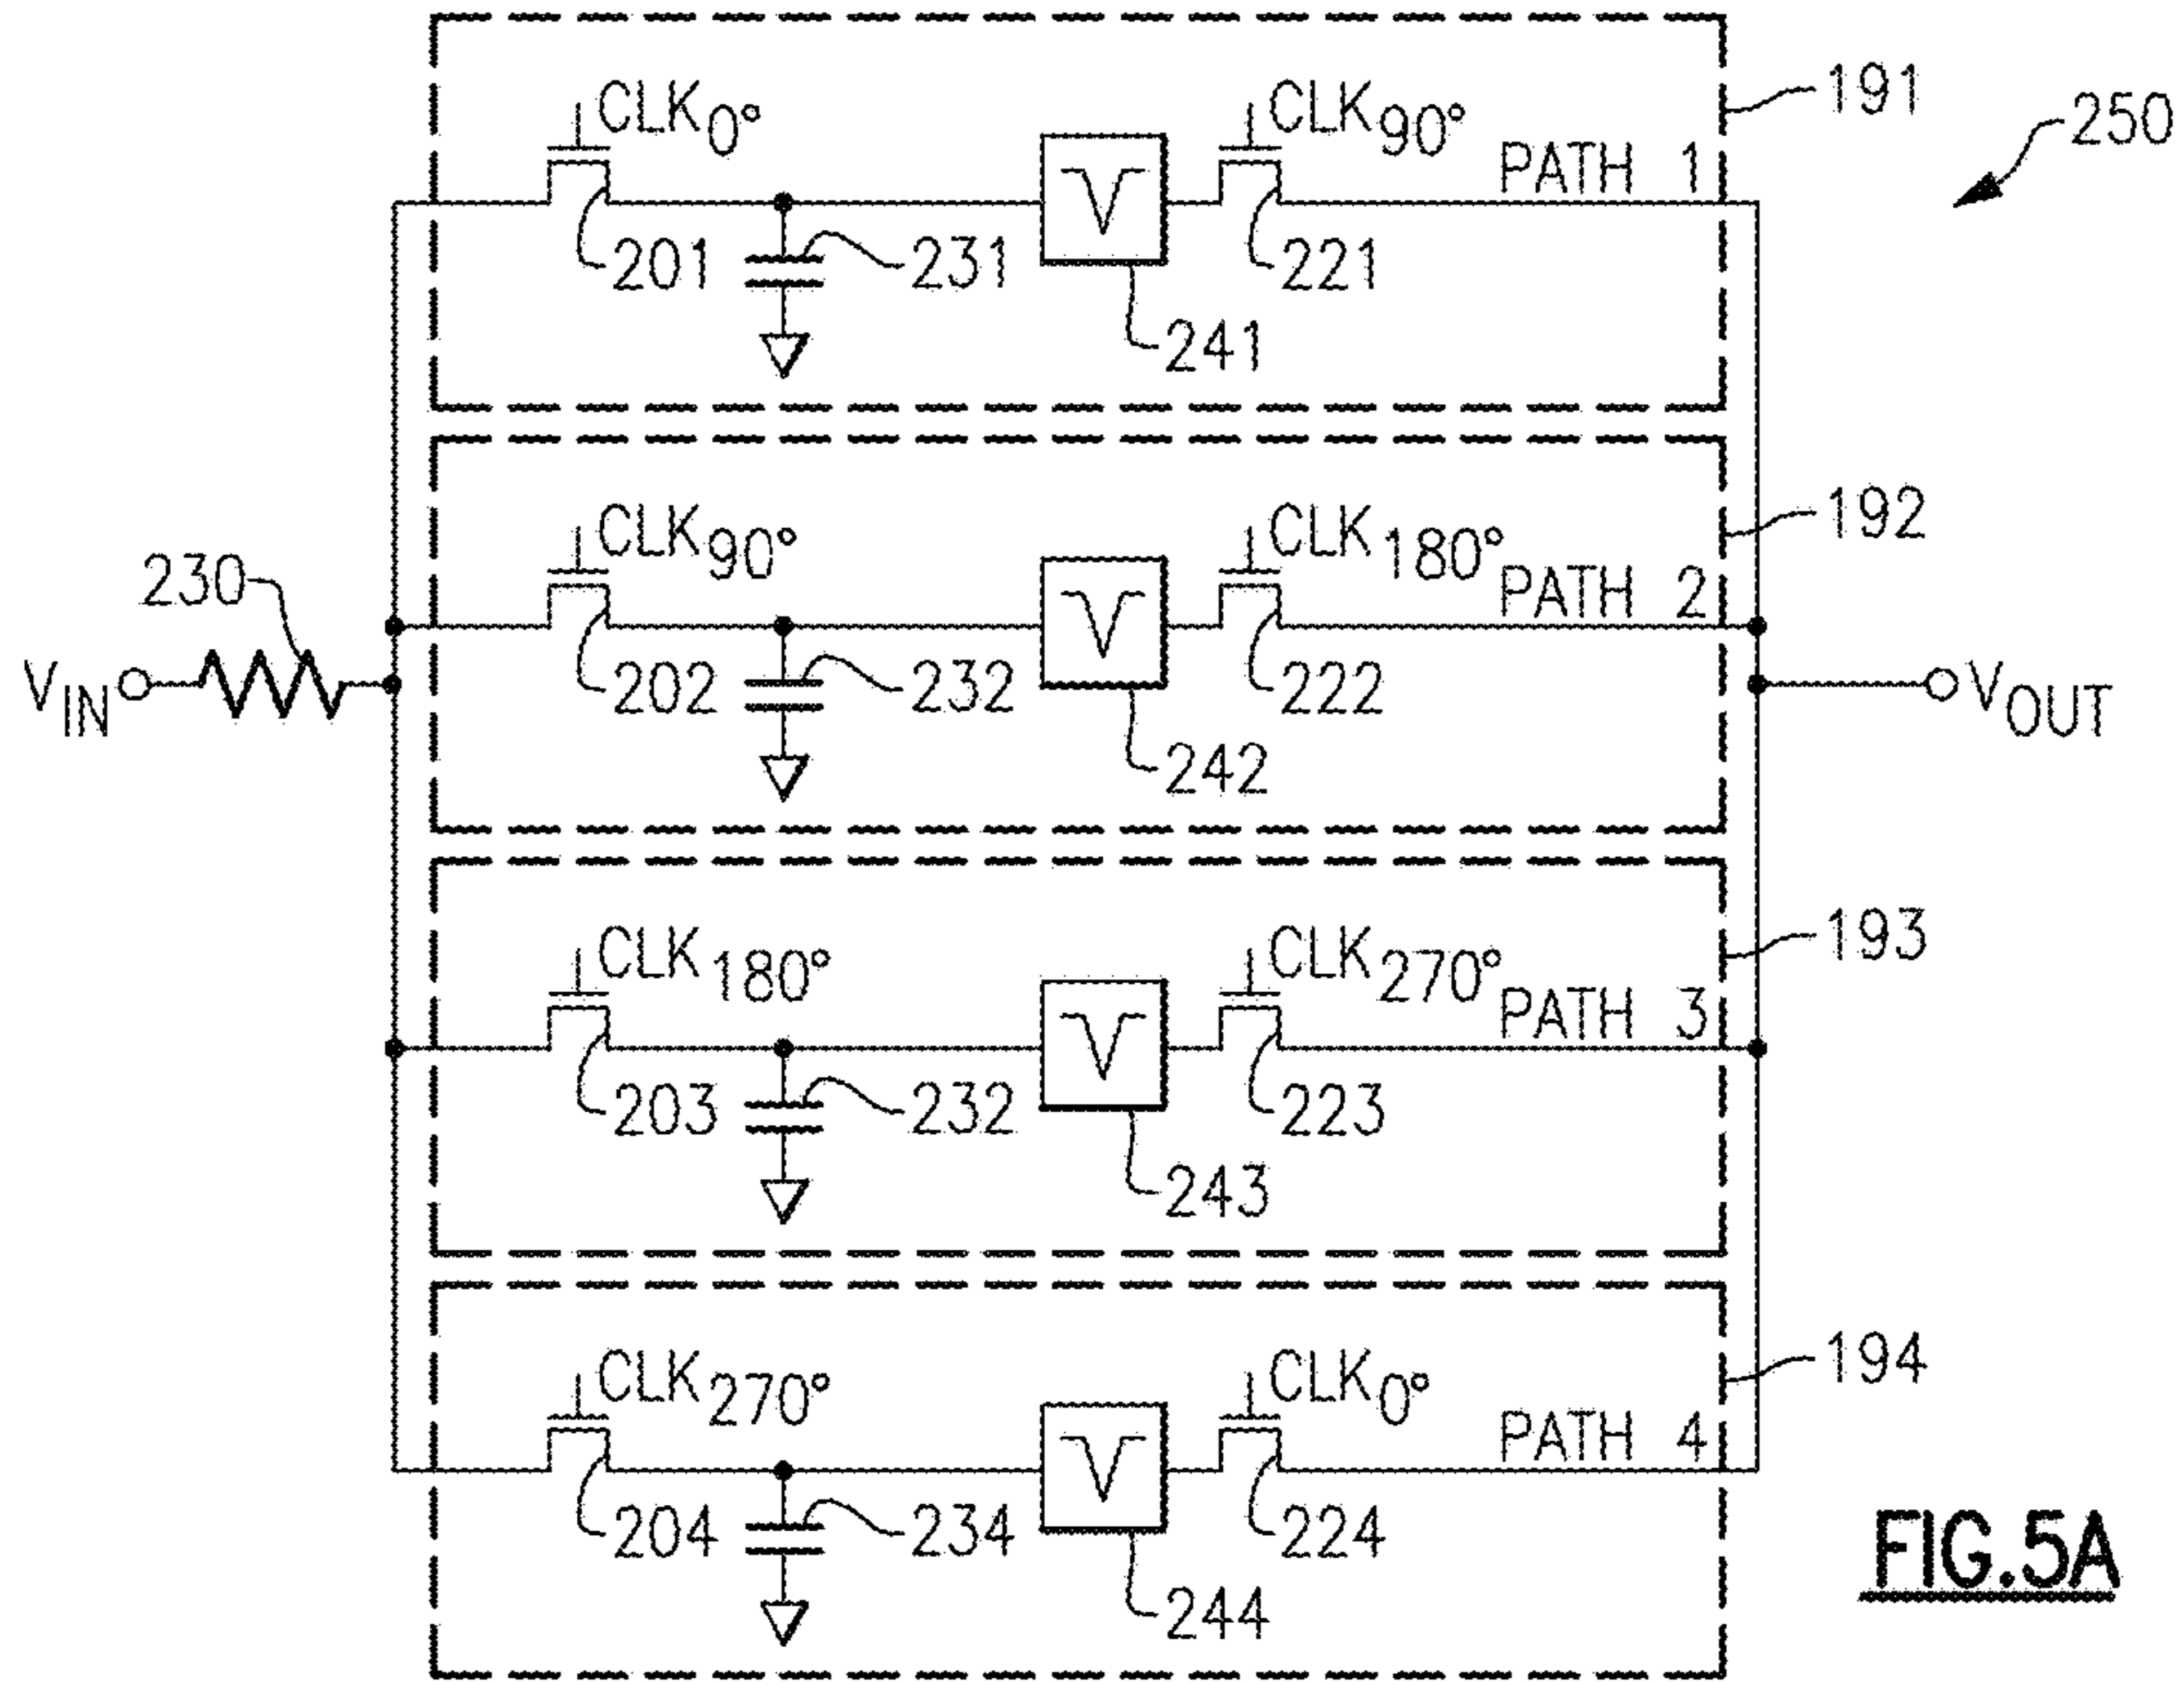 CLK0°
CLK90°
PATH 1
191
250
201
231
221
241
CLK90°
CLK180°
PATH 2
192
230
VIN
202
232
222
VOUT
242
CLK180°
CLK270°
PATH 3
193
203
232
223
243
CLK270°
CLK0°
PATH 4
194
204
234
224
244
FIG.5A